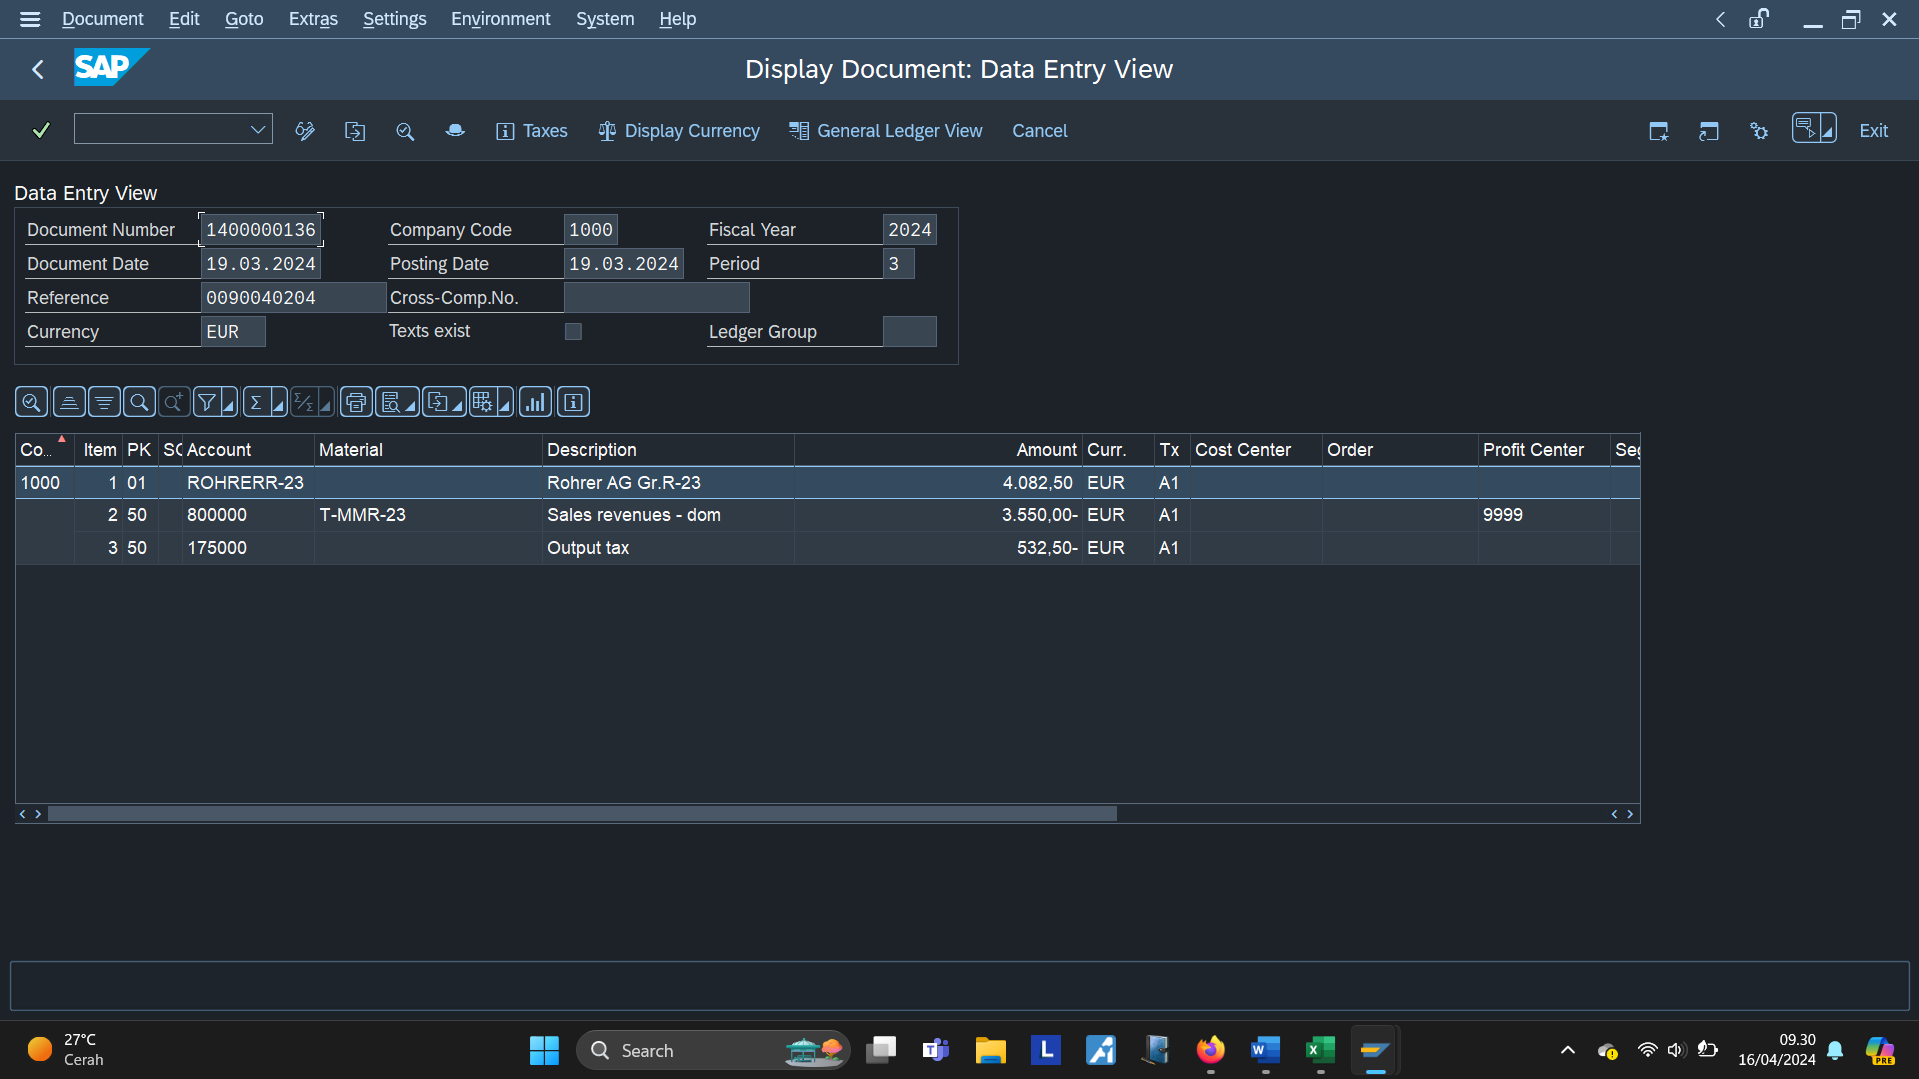 Document Edit Goto Extras Settings Environment System Help
SAP Display Document: Data Entry View
Taxes Display Currency General Ledger View Cancel Exit
Data Entry View
Document Number 1400000136 Company Code 1000 Fiscal Year 2024
Document Date 19.03.2024 Posting Date 19.03.2024 Period 3
Reference 0090040204 Cross-Comp.No.
Currency EUR Texts exist Ledger Group
Co... Item PK SG Account Material Description Amount Curr. Tx Cost Center Order Profit Center Seg
1000 1 01 ROHRERR-23 Rohrer AG Gr.R-23 4.082,50 EUR A1
2 50 800000 T-MMR-23 Sales revenues - dom 3.550,00- EUR A1 9999
3 50 175000 Output tax 532,50- EUR A1
27°C
Cerah
Search
09.30
16/04/2024
PRE